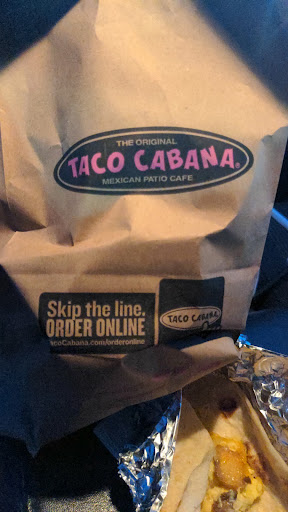 THE ORIGINAL
TACO CABANA®
MEXICAN PATIO CAFE
Skip the line.
ORDER ONLINE
tacoCabana.com/orderonline
TACO CABANA